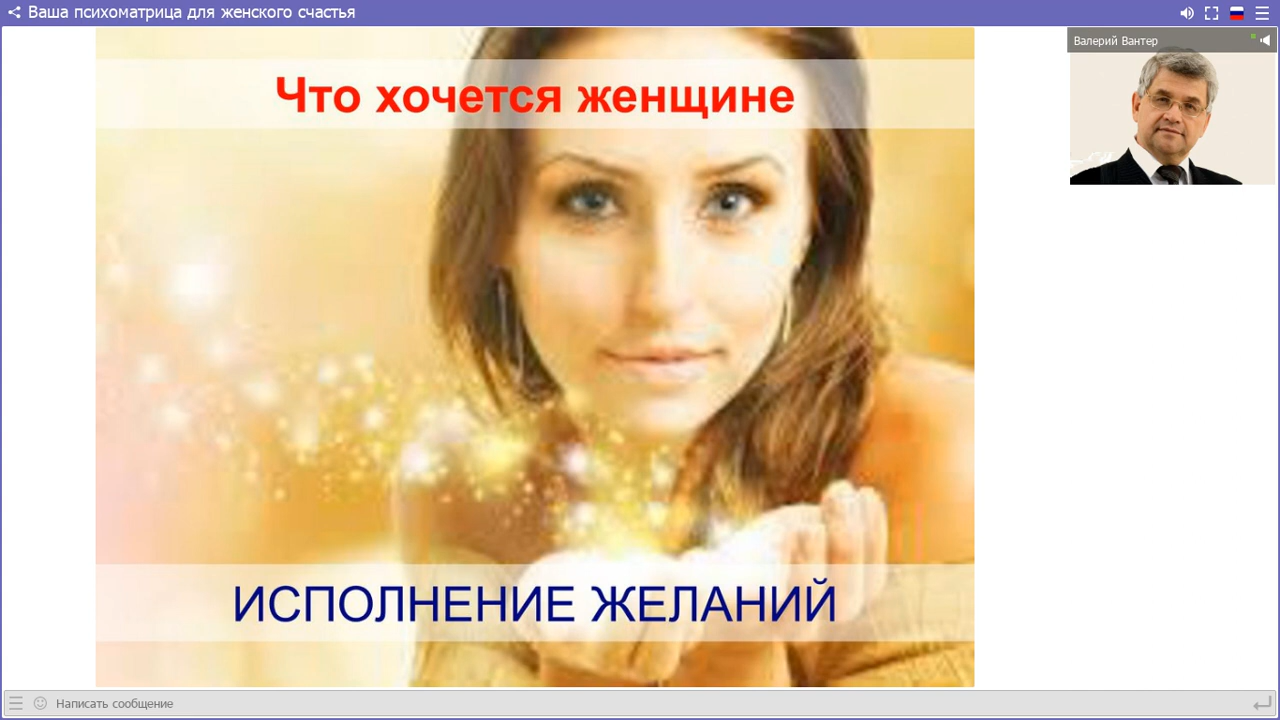 Ваша психоматрица для женского счастья
Валерий Вантер
Что хочется женщине
ИСПОЛНЕНИЕ ЖЕЛАНИЙ
Написать сообщение